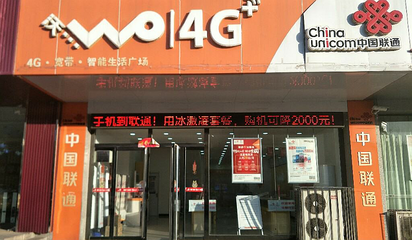 沃
wo 4G+
China
unicom中国联通
4G·宽带·智能生活广场
手机到联通！用冰激凌套餐，购机可降2000元！
中国联通
中国联通